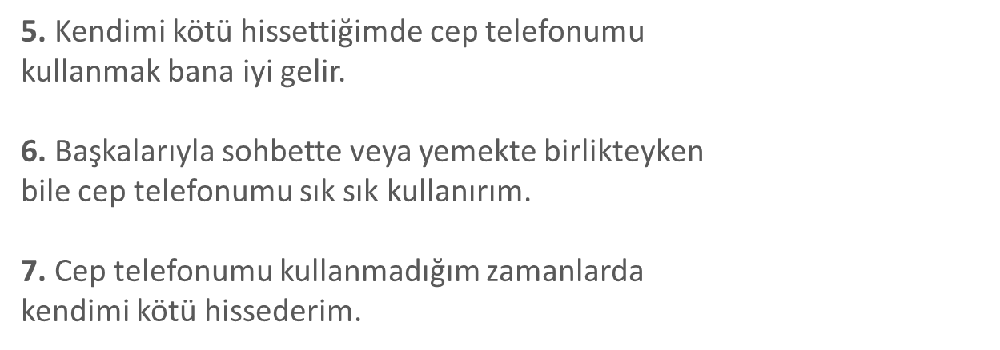 5. Kendimi kötü hissettiğimde cep telefonumu
kullanmak bana iyi gelir.
6. Başkalarıyla sohbette veya yemekte birlikteyken
bile cep telefonumu sık sık kullanırım.
7. Cep telefonumu kullanmadığım zamanlarda
kendimi kötü hissederim.